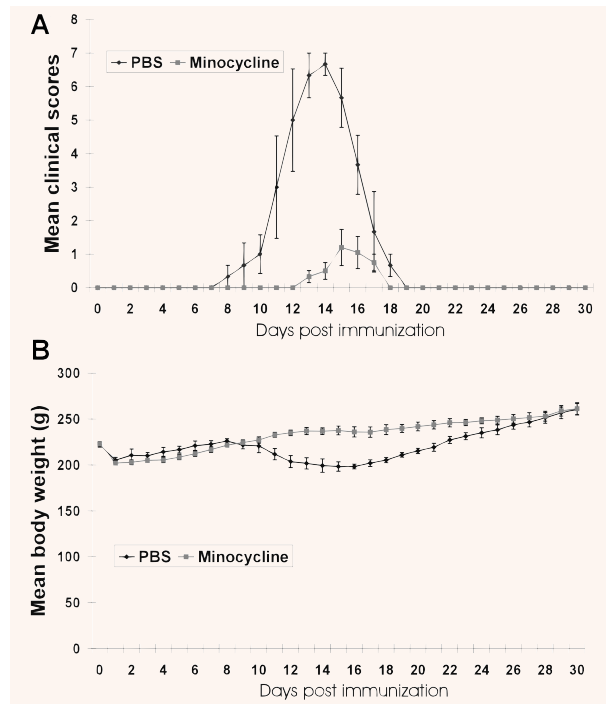 A
8
7
6
5
4
3
2
1
0
Mean clinical scores
PBS Minocycline
0 2 4 6 8 10 12 14 16 18 20 22 24 26 28 30
Days post immunization
B
300
250
200
150
100
50
0
Mean body weight (g)
PBS Minocycline
0 2 4 6 8 10 12 14 16 18 20 22 24 26 28 30
Days post immunization